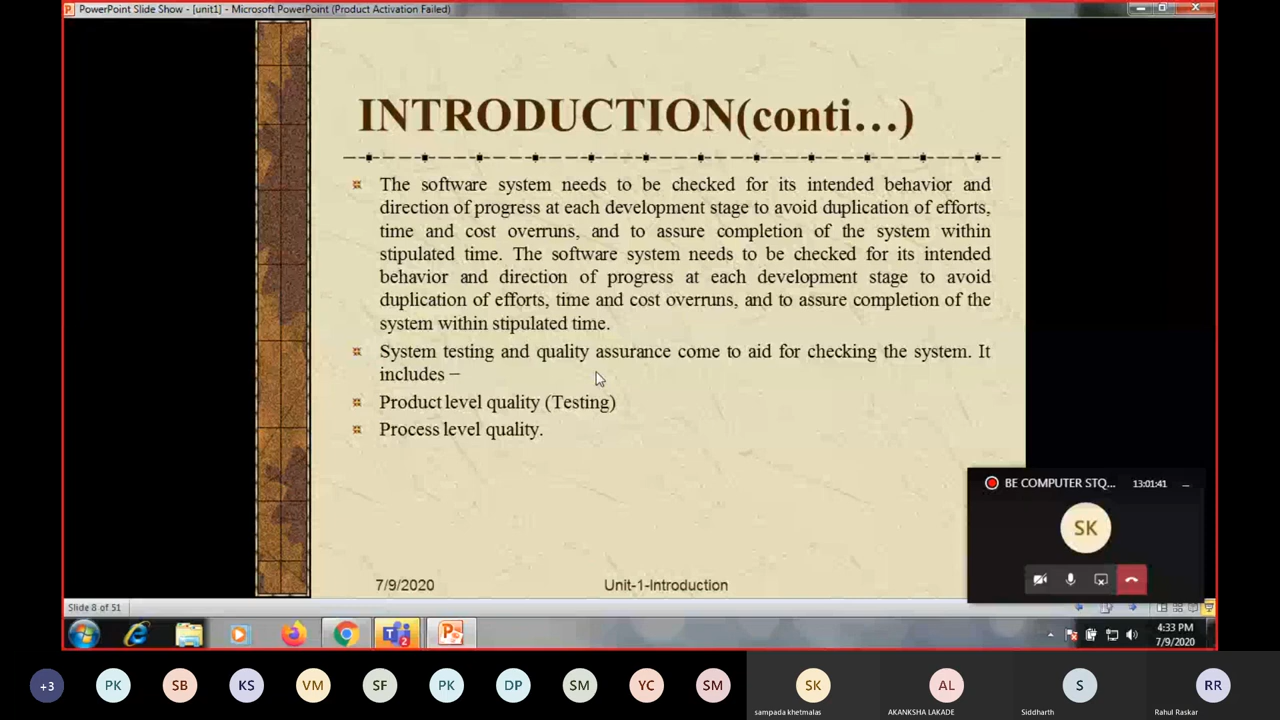 PowerPoint Slide Show - [unit1] - Microsoft PowerPoint (Product Activation Failed)
INTRODUCTION(conti…)
The software system needs to be checked for its intended behavior and
direction of progress at each development stage to avoid duplication of efforts,
time and cost overruns, and to assure completion of the system within
stipulated time. The software system needs to be checked for its intended
behavior and direction of progress at each development stage to avoid
duplication of efforts, time and cost overruns, and to assure completion of the
system within stipulated time.
System testing and quality assurance come to aid for checking the system. It
includes −
Product level quality (Testing)
Process level quality.
7/9/2020
Unit-1-Introduction
BE COMPUTER STQ...
13:01:41
SK
Slide 8 of 51
4:33 PM
7/9/2020
+3
PK
SB
KS
VM
SF
PK
DP
SM
YC
SM
SK
AL
S
RR
sampada khetmalas
AKANKSHA LAKADE
Siddharth
Rahul Raskar